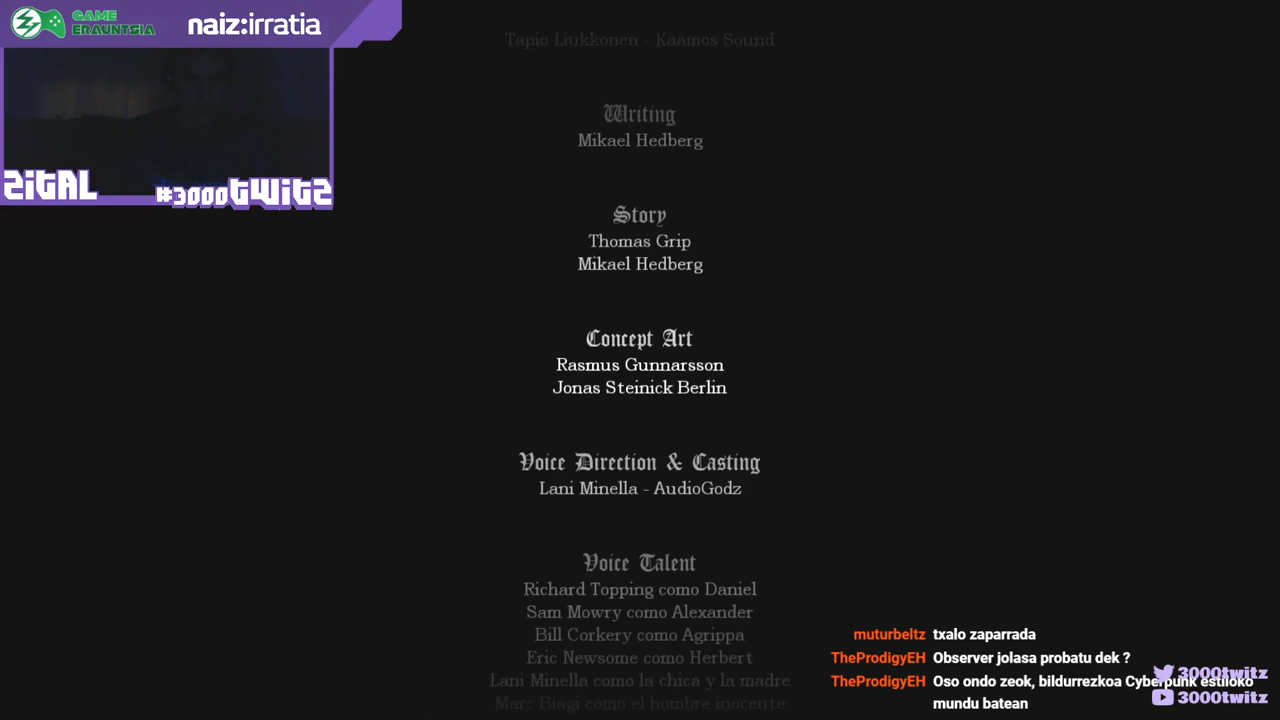 GAME
ERAUNTSIA
naiz:irratia
ZITAL
#3000TWITZ
Tapio Liukkonen - Kaamos Sound
Writing
Mikael Hedberg
Story
Thomas Grip
Mikael Hedberg
Concept Art
Rasmus Gunnarsson
Jonas Steinick Berlin
Voice Direction & Casting
Lani Minella - AudioGodz
Voice Talent
Richard Topping como Daniel
Sam Mowry como Alexander
Bill Corkery como Agrippa
Eric Newsome como Herbert
Lani Minella como la chica y la madre
Marc Biagi como el hombre inocente
muturbeltz txalo zaparrada
TheProdigyEH Observer jolasa probatu dek ?
TheProdigyEH Oso ondo zeok, bildurrezkoa Cyberpunk estiloko
mundu batean
3000twitz
3000twitz